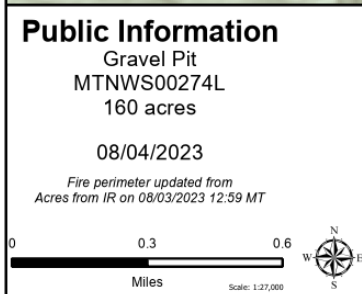 Public Information
Gravel Pit
MTNWS00274L
160 acres
08/04/2023
Fire perimeter updated from
Acres from IR on 08/03/2023 12:59 MT
0 0.3 0.6
Miles
Scale: 1:27,000
N
W E
S